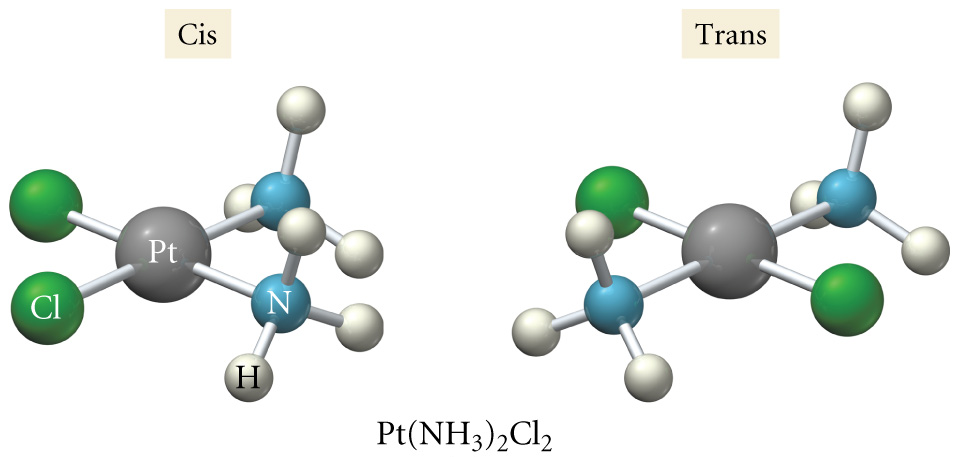 Cis
Trans
Pt
Cl
N
H
Pt(NH₃)₂Cl₂